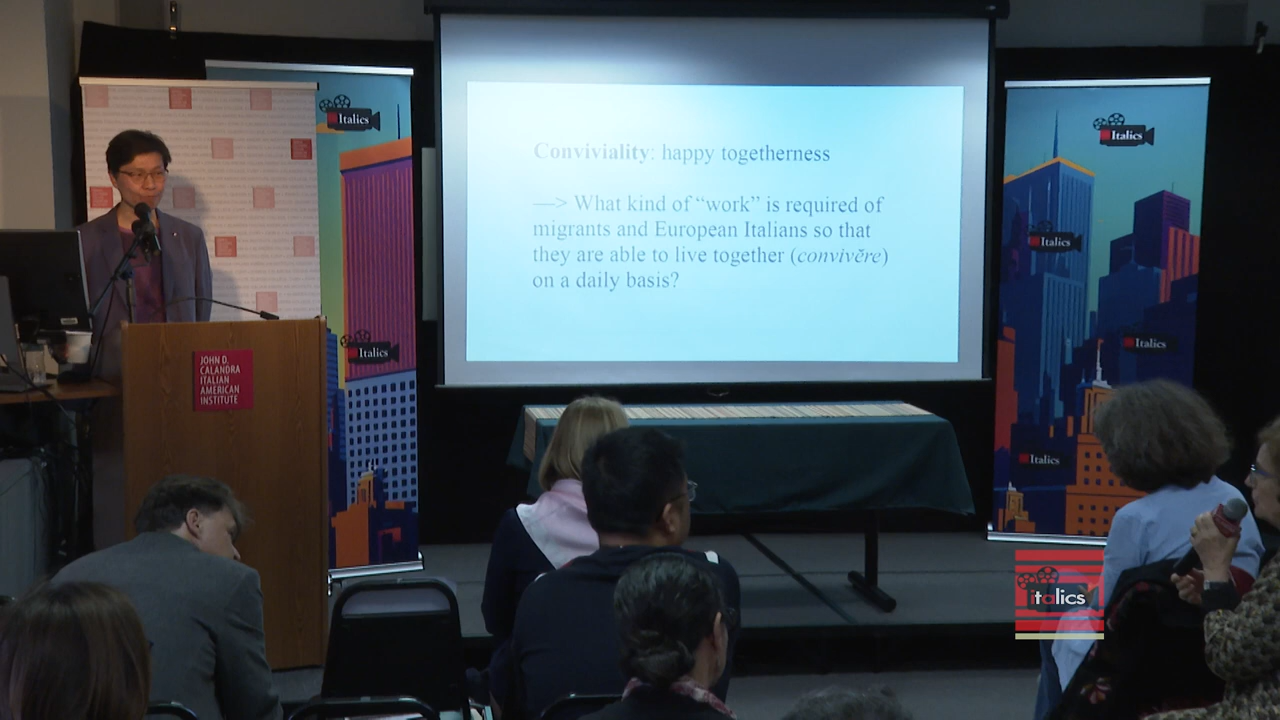 Italics
Italics
Conviviality: happy togetherness
—> What kind of “work” is required of
migrants and European Italians so that
they are able to live together (convivĕre)
on a daily basis?
Italics
Italics
Italics
JOHN D.
CALANDRA
ITALIAN
AMERICAN
INSTITUTE
Italics
italics